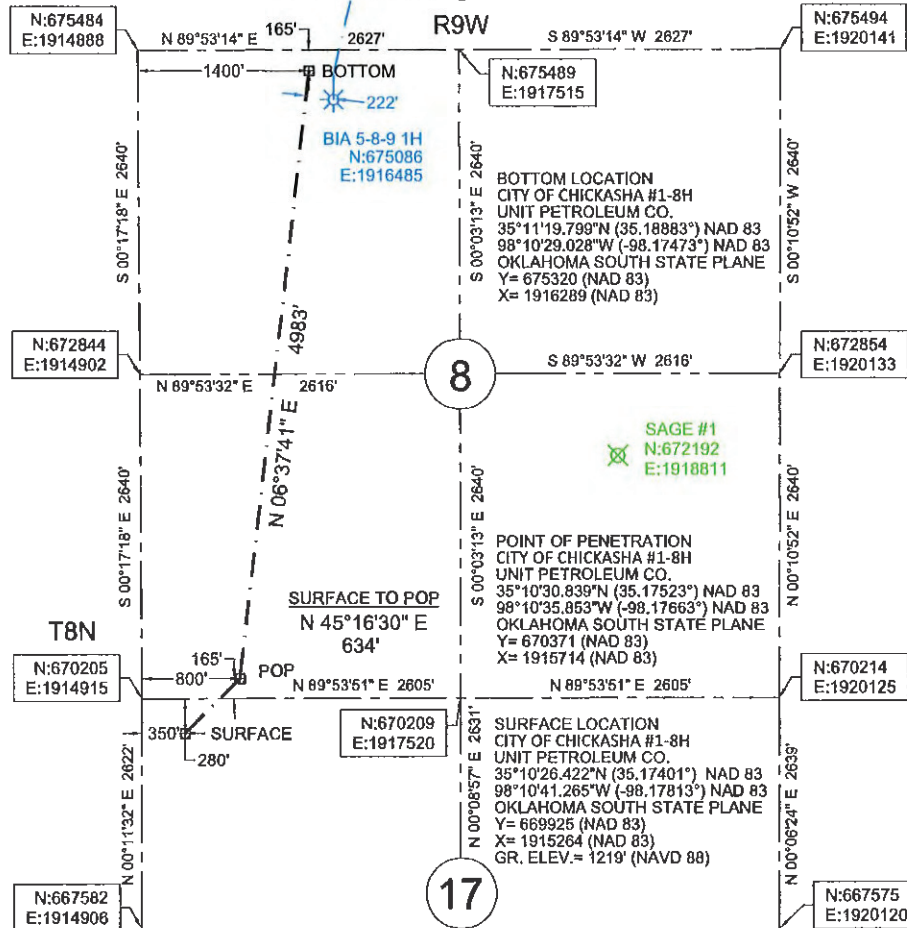 N:675484
E:1914888
N 89°53'14" E
165'
2627'
R9W
S 89°53'14" W 2627'
N:675494
E:1920141
1400'
BOTTOM
222'
N:675489
E:1917515
BIA 5-8-9 1H
N:675086
E:1916485
S 00°17'18" E 2640'
S 00°03'13" E 2640'
S 00°10'52" W 2640'
BOTTOM LOCATION
CITY OF CHICKASHA #1-8H
UNIT PETROLEUM CO.
35°11'19.799"N (35.18883°) NAD 83
98°10'29.028"W (-98.17473°) NAD 83
OKLAHOMA SOUTH STATE PLANE
Y= 675320 (NAD 83)
X= 1916289 (NAD 83)
N:672844
E:1914902
N 89°53'32" E 2616'
8
S 89°53'32" W 2616'
N:672854
E:1920133
N 06°37'41" E 4983'
SAGE #1
N:672192
E:1918811
S 00°17'18" E 2640'
S 00°03'13" E 2640'
N 00°10'52" E 2640'
POINT OF PENETRATION
CITY OF CHICKASHA #1-8H
UNIT PETROLEUM CO.
35°10'30.839"N (35.17523°) NAD 83
98°10'35.853"W (-98.17663°) NAD 83
OKLAHOMA SOUTH STATE PLANE
Y= 670371 (NAD 83)
X= 1915714 (NAD 83)
SURFACE TO POP
N 45°16'30" E
634'
T8N
N:670205
E:1914915
165'
800'
POP
N 89°53'51" E 2605'
N 89°53'51" E 2605'
N:670214
E:1920125
350'
SURFACE
280'
N:670209
E:1917520
N 00°11'32" E 2622'
N 00°08'57" E 2631'
N 00°06'24" E 2639'
SURFACE LOCATION
CITY OF CHICKASHA #1-8H
UNIT PETROLEUM CO.
35°10'26.422"N (35.17401°) NAD 83
98°10'41.265"W (-98.17813°) NAD 83
OKLAHOMA SOUTH STATE PLANE
Y= 669925 (NAD 83)
X= 1915264 (NAD 83)
GR. ELEV.= 1219' (NAVD 88)
N:667582
E:1914906
17
N:667575
E:1920120